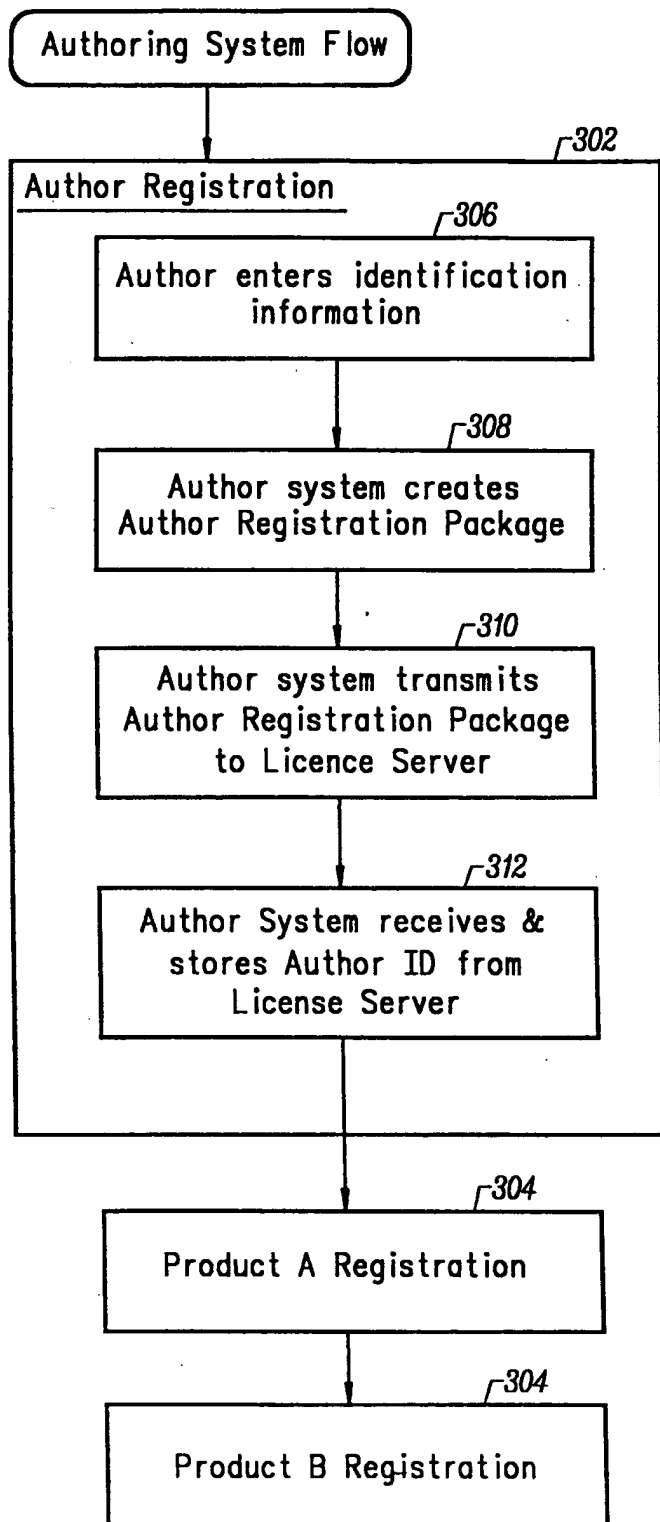 Authoring System Flow
302
Author Registration
306
Author enters identification
information
308
Author system creates
Author Registration Package
310
Author system transmits
Author Registration Package
to Licence Server
312
Author System receives &
stores Author ID from
License Server
304
Product A Registration
304
Product B Registration